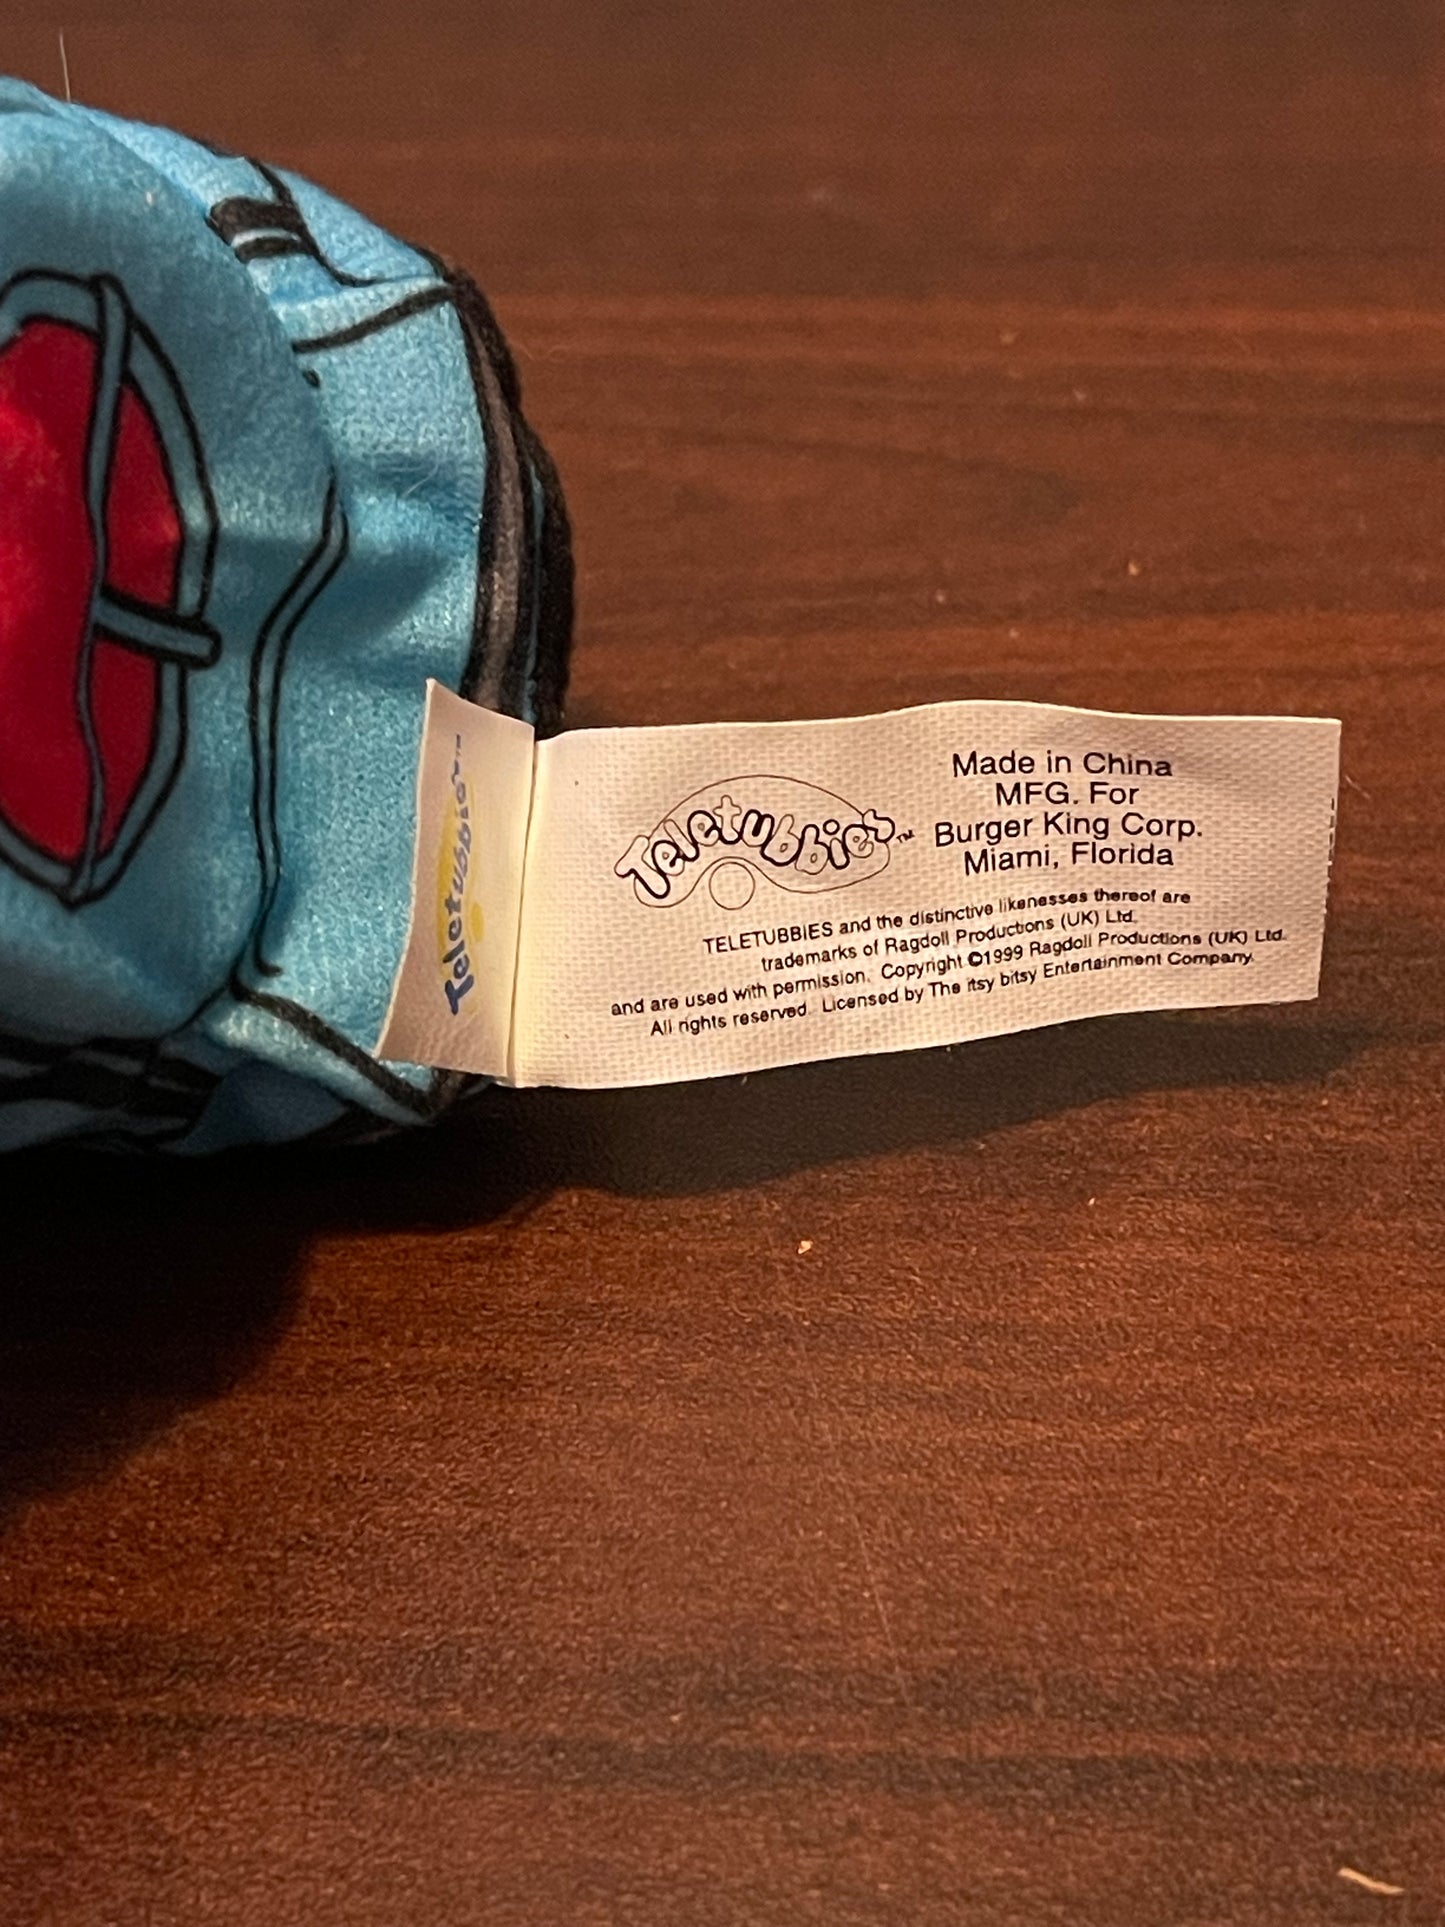 Teletubbies™
Teletubbies™
Made in China
MFG. For
Burger King Corp.
Miami, Florida
TELETUBBIES and the distinctive likenesses thereof are
trademarks of Ragdoll Productions (UK) Ltd.
and are used with permission. Copyright ©1999 Ragdoll Productions (UK) Ltd.
All rights reserved. Licensed by The itsy bitsy Entertainment Company.